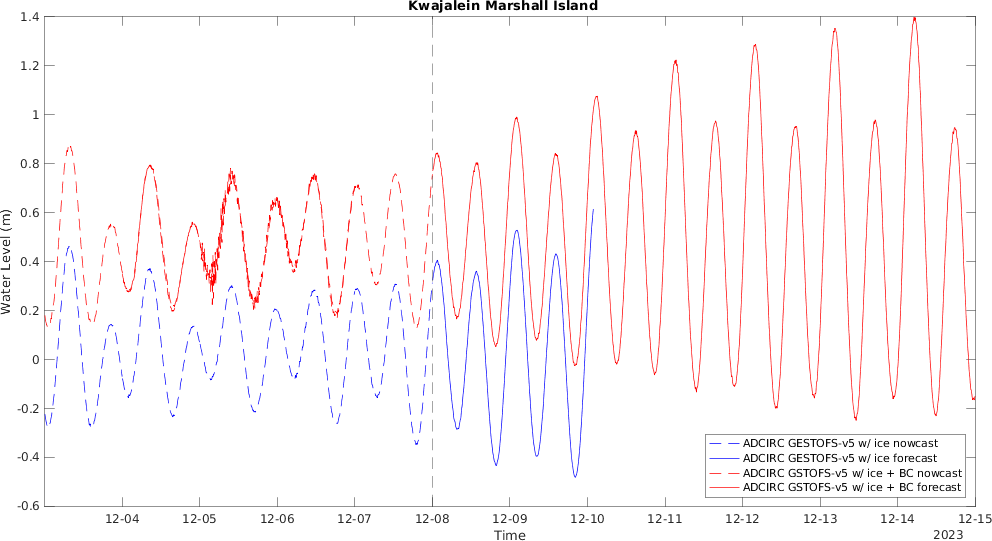 Kwajalein Marshall Island
1.4
1.2
1
0.8
0.6
0.4
0.2
0
-0.2
-0.4
-0.6
Water Level (m)
ADCIRC GESTOFS-v5 w/ ice nowcast
ADCIRC GESTOFS-v5 w/ ice forecast
ADCIRC GSTOFS-v5 w/ ice + BC nowcast
ADCIRC GSTOFS-v5 w/ ice + BC forecast
12-04 12-05 12-06 12-07 12-08 12-09 12-10 12-11 12-12 12-13 12-14 12-15
Time
2023